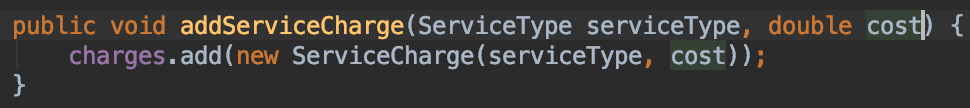 public void addServiceCharge(ServiceType serviceType, double cost) {
    charges.add(new ServiceCharge(serviceType, cost));
}